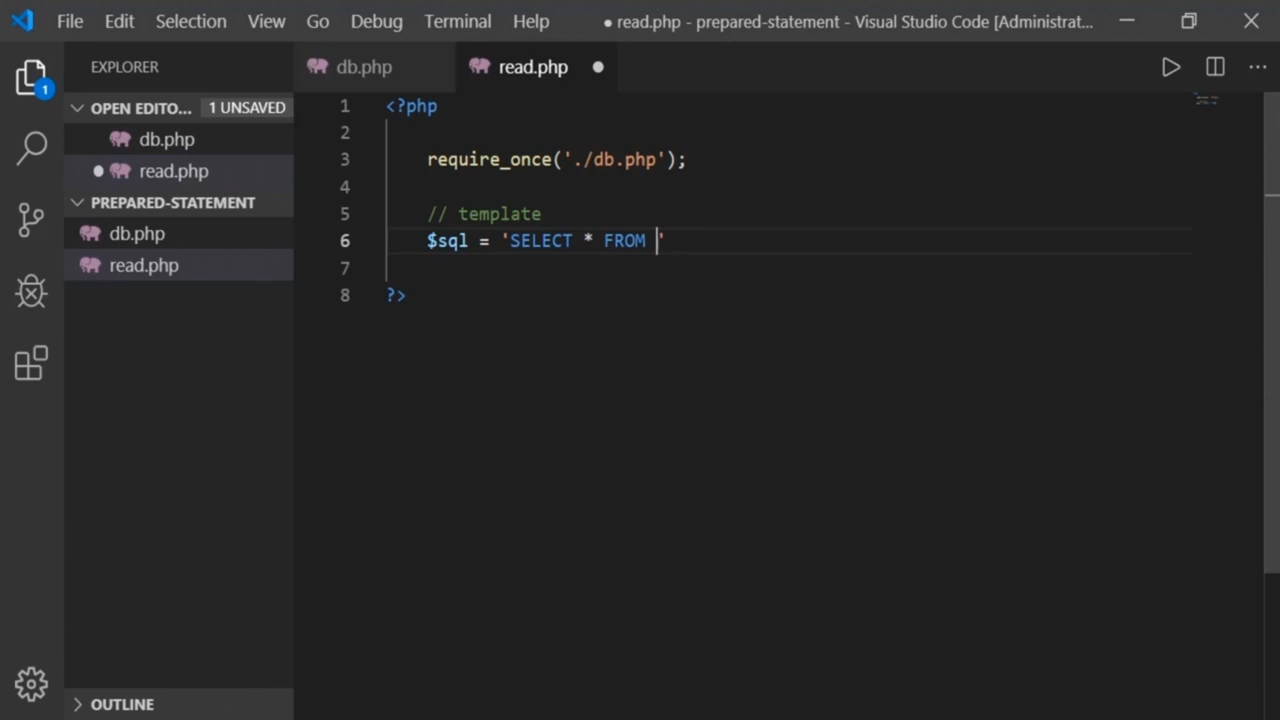 File Edit Selection View Go Debug Terminal Help ● read.php - prepared-statement - Visual Studio Code [Administrat...
EXPLORER
1
OPEN EDITO... 1 UNSAVED
db.php
read.php
PREPARED-STATEMENT
db.php
read.php
OUTLINE
db.php read.php
1 <?php
2
3 require_once('./db.php');
4
5 // template
6 $sql = 'SELECT * FROM '
7
8 ?>